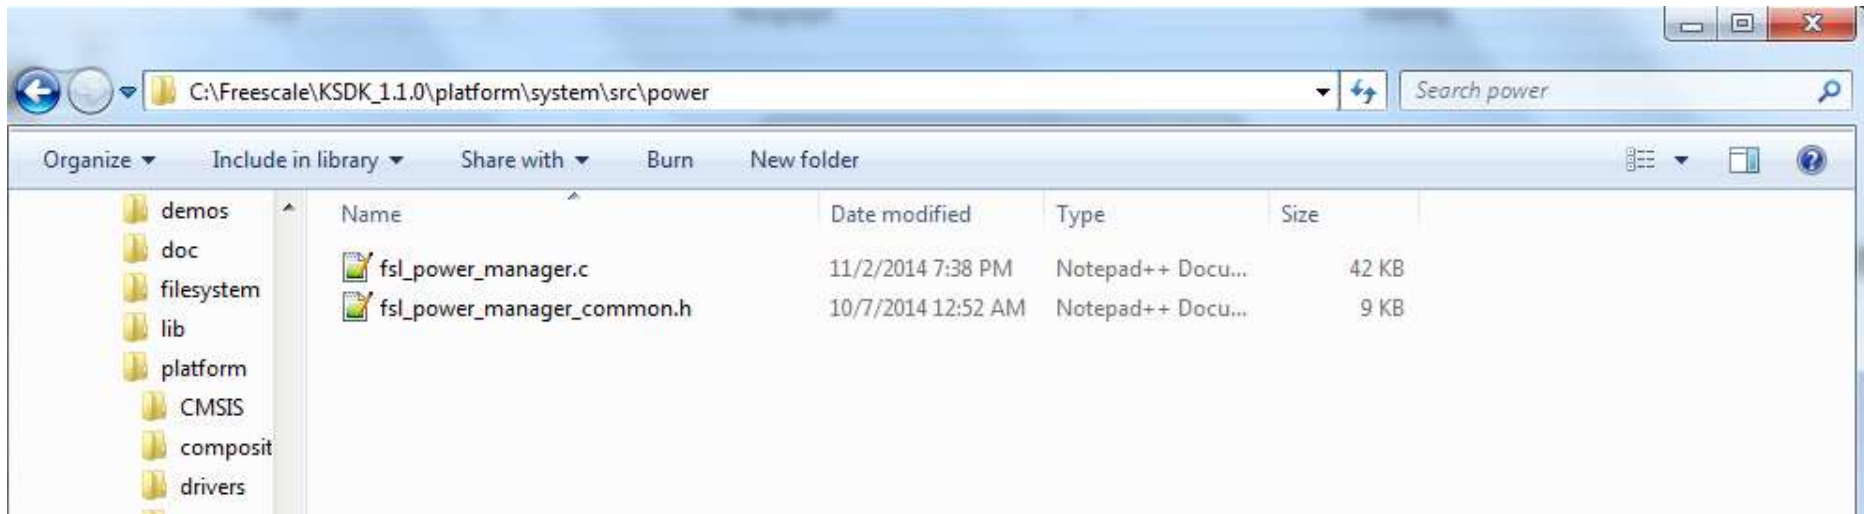 C:\Freescale\KSDK_1.1.0\platform\system\src\power
Search power
Organize Include in library Share with Burn New folder
demos
doc
filesystem
lib
platform
CMSIS
composit
drivers
Name Date modified Type Size
fsl_power_manager.c 11/2/2014 7:38 PM Notepad++ Docu... 42 KB
fsl_power_manager_common.h 10/7/2014 12:52 AM Notepad++ Docu... 9 KB